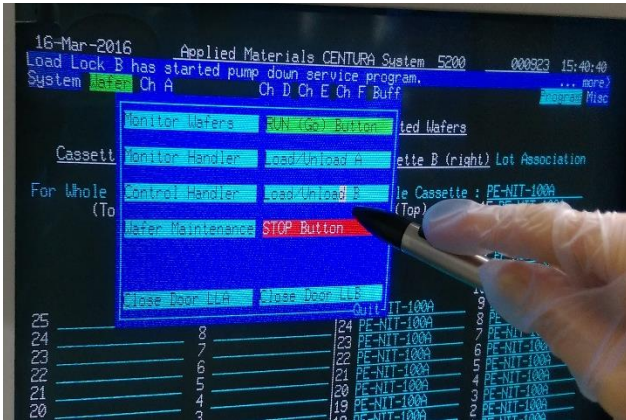 16-Mar-2016 Applied Materials CENTURA System 5200 000923 15:40:40
Load Lock B has started pump down service program. ... more>
System Wafer Ch A Ch D Ch E Ch F Buff Program Misc
Monitor Wafers RUN (Go) Button ted Wafers
Cassett Monitor Handler Load/Unload A ette B (right) Lot Association
For Whole Control Handler Load/Unload B le Cassette : PE-NIT-100A
(To (Top)
Wafer Maintenance STOP Button
Close Door LLA Close Door LLB
Quit IT-100A 9
25 8 24 PE-NIT-100A 8
24 7 23 PE-NIT-100A 7 PE-NIT-100A
23 6 22 PE-NIT-100A 6 PE-NIT-100A
22 5 21 PE-NIT-100A 5 PE-NIT-100A
21 4 20 PE-NIT-100A 4 PE-NIT-100A
20 3 19 PE-NIT-100A 3 PE-NIT-100A